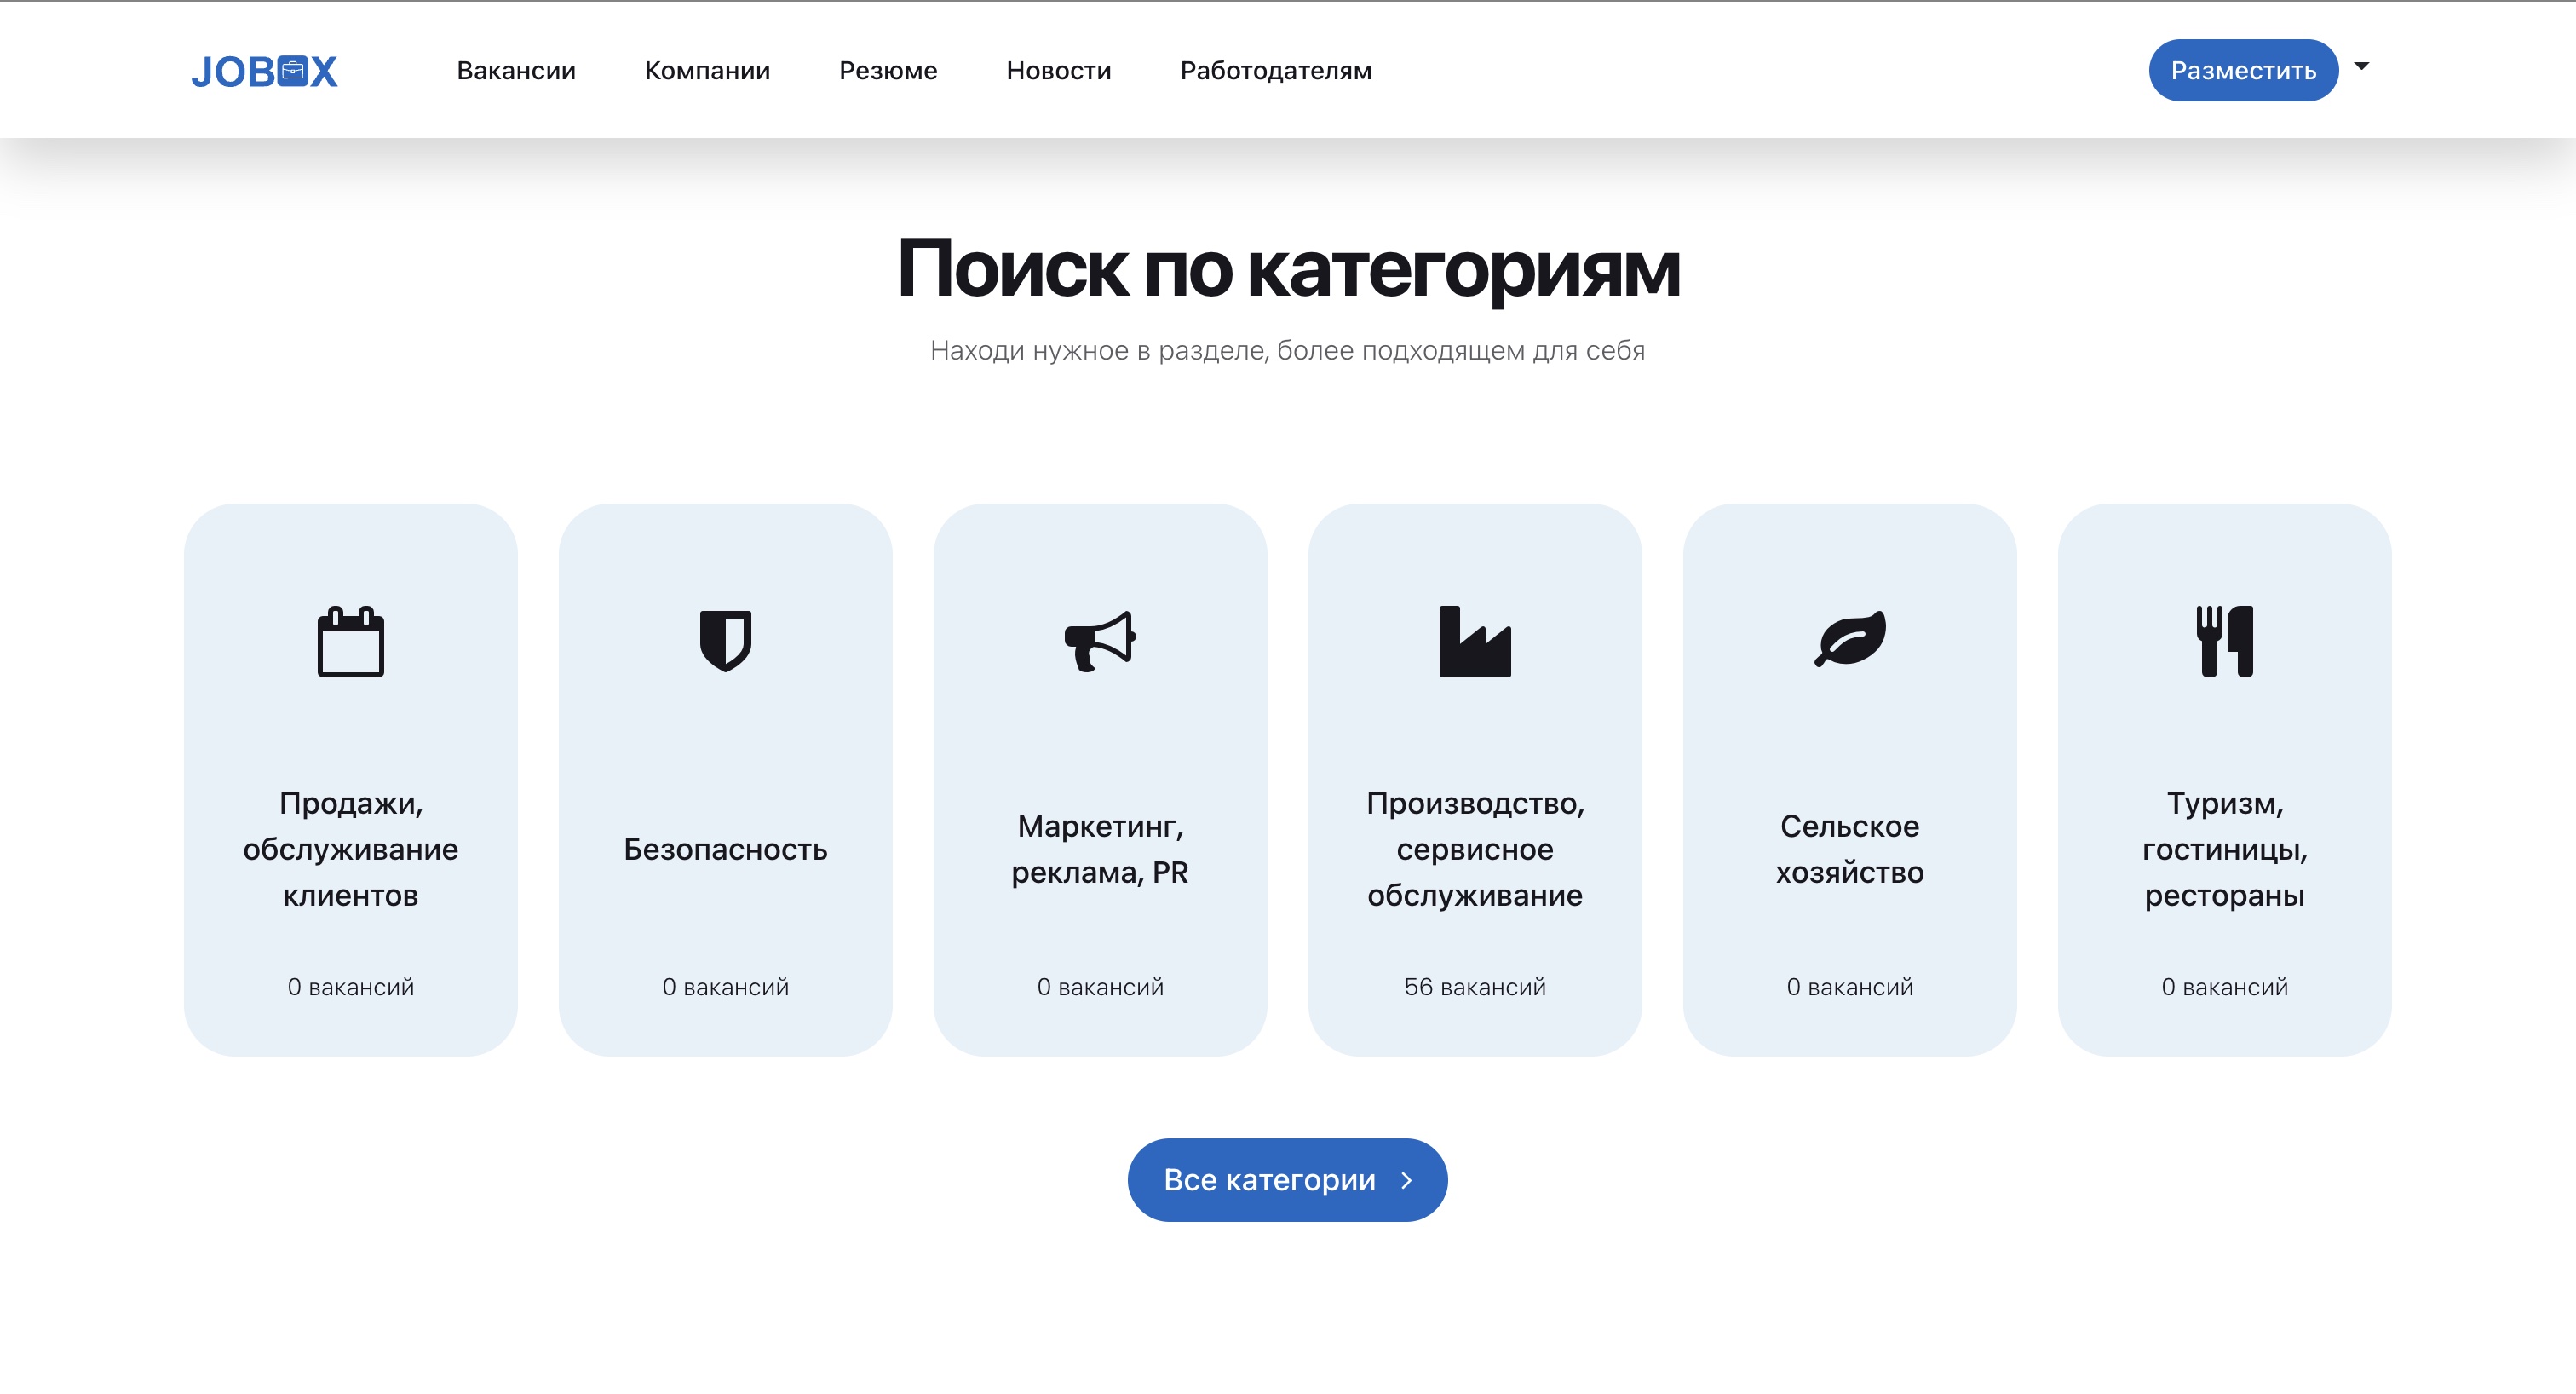 JOBOX
Вакансии
Компании
Резюме
Новости
Работодателям
Разместить
Поиск по категориям
Находи нужное в разделе, более подходящем для себя
Продажи,
обслуживание
клиентов
0 вакансий
Безопасность
0 вакансий
Маркетинг,
реклама, PR
0 вакансий
Производство,
сервисное
обслуживание
56 вакансий
Сельское
хозяйство
0 вакансий
Туризм,
гостиницы,
рестораны
0 вакансий
Все категории